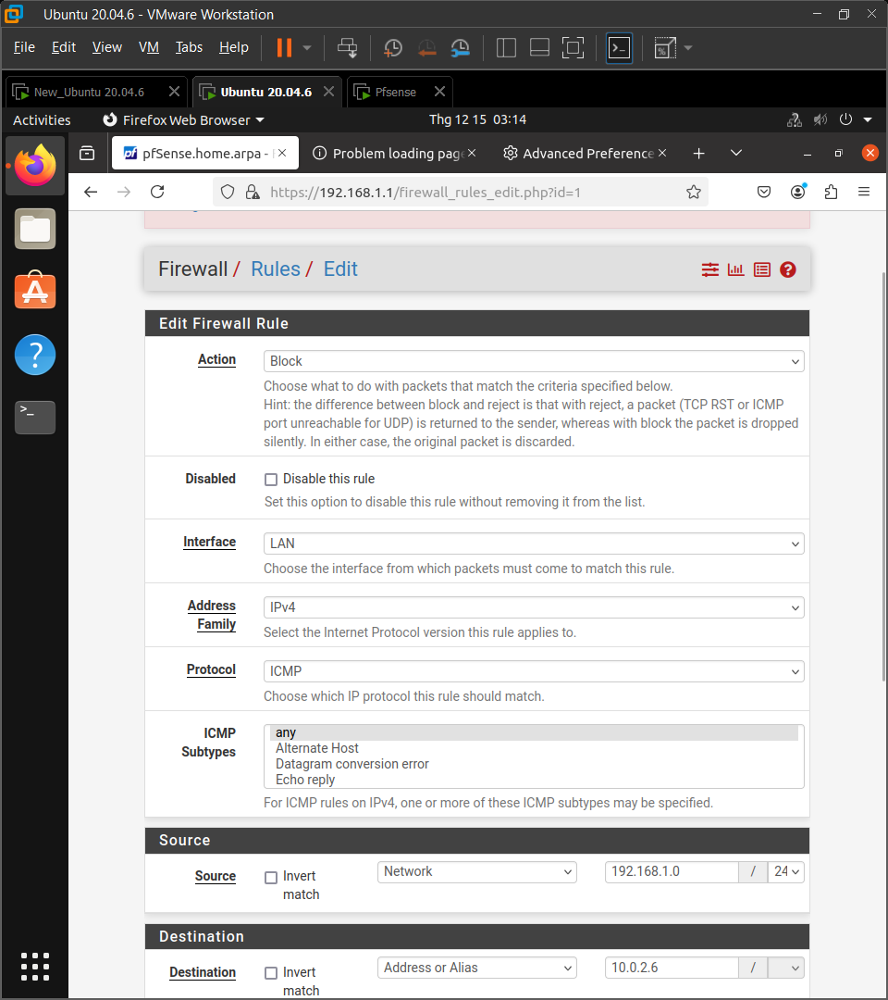 Ubuntu 20.04.6 - VMware Workstation
File Edit View VM Tabs Help
New_Ubuntu 20.04.6
Ubuntu 20.04.6
Pfsense
Activities
Firefox Web Browser
Thg 12 15 03:14
pfSense.home.arpa -
Problem loading page
Advanced Preference
https://192.168.1.1/firewall_rules_edit.php?id=1
Firewall / Rules / Edit
Edit Firewall Rule
Action
Block
Choose what to do with packets that match the criteria specified below.
Hint: the difference between block and reject is that with reject, a packet (TCP RST or ICMP
port unreachable for UDP) is returned to the sender, whereas with block the packet is dropped
silently. In either case, the original packet is discarded.
Disabled
Disable this rule
Set this option to disable this rule without removing it from the list.
Interface
LAN
Choose the interface from which packets must come to match this rule.
Address
Family
IPv4
Select the Internet Protocol version this rule applies to.
Protocol
ICMP
Choose which IP protocol this rule should match.
ICMP
Subtypes
any
Alternate Host
Datagram conversion error
Echo reply
For ICMP rules on IPv4, one or more of these ICMP subtypes may be specified.
Source
Source
Invert
match
Network
192.168.1.0
/
24
Destination
Destination
Invert
match
Address or Alias
10.0.2.6
/